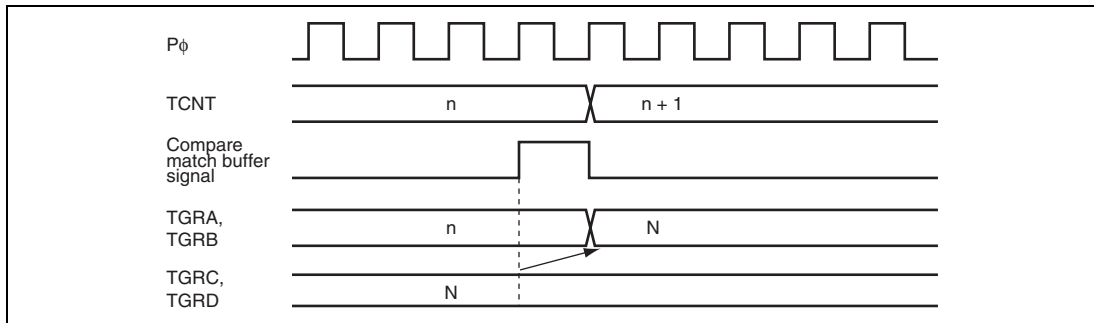 Pϕ
TCNT n n + 1
Compare
match buffer
signal
TGRA,
TGRB n N
TGRC,
TGRD N